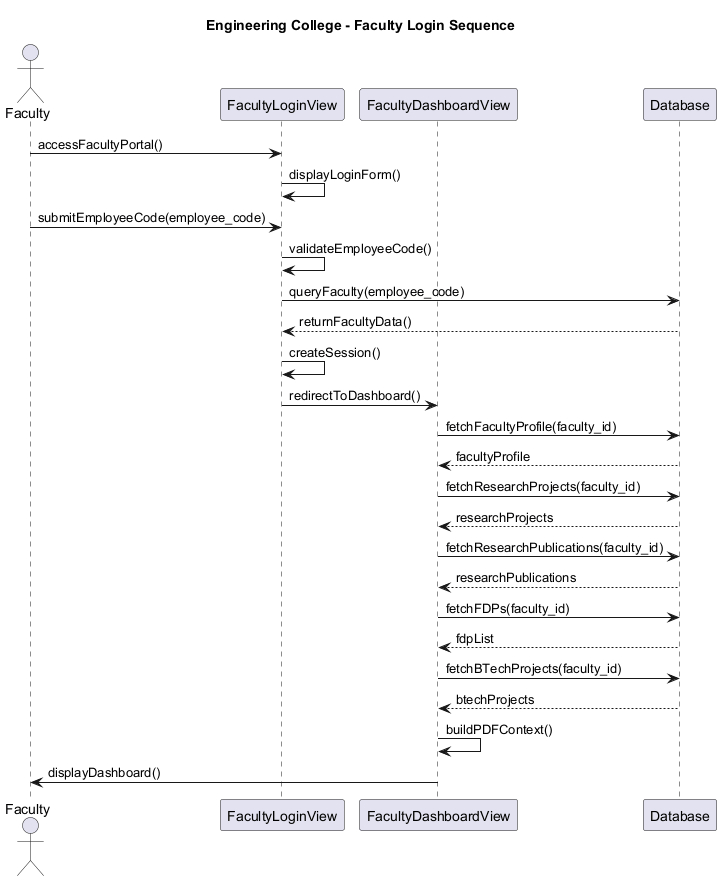 Engineering College - Faculty Login Sequence
Faculty
FacultyLoginView
FacultyDashboardView
Database
accessFacultyPortal()
displayLoginForm()
submitEmployeeCode(employee_code)
validateEmployeeCode()
queryFaculty(employee_code)
returnFacultyData()
createSession()
redirectToDashboard()
fetchFacultyProfile(faculty_id)
facultyProfile
fetchResearchProjects(faculty_id)
researchProjects
fetchResearchPublications(faculty_id)
researchPublications
fetchFDPs(faculty_id)
fdpList
fetchBTechProjects(faculty_id)
btechProjects
buildPDFContext()
displayDashboard()
Faculty
FacultyLoginView
FacultyDashboardView
Database